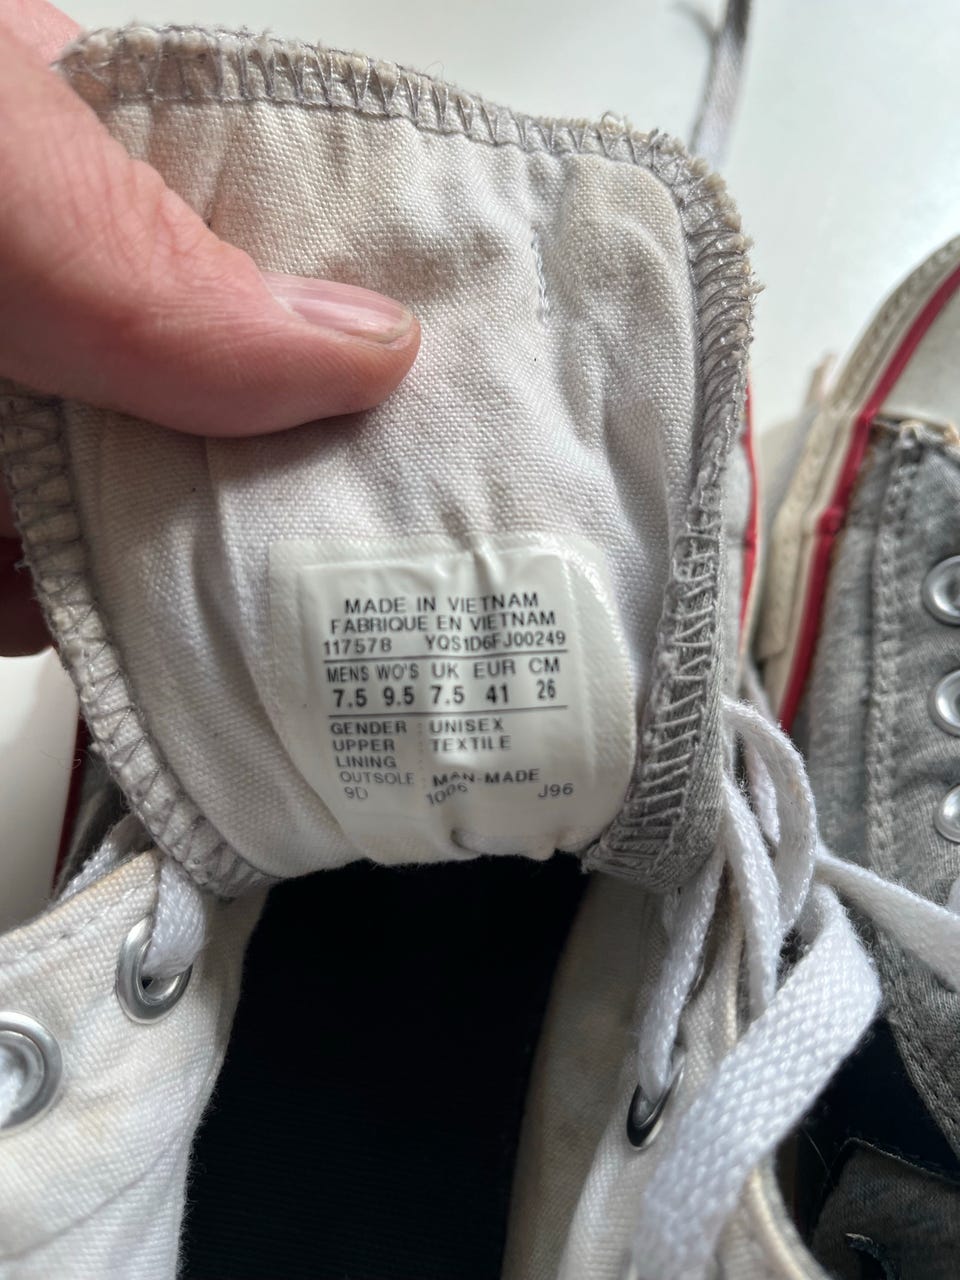 MADE IN VIETNAM
FABRIQUE EN VIETNAM
117578 YQS1D6FJ00249
MENS WO'S UK EUR CM
7.5 9.5 7.5 41 26
GENDER : UNISEX
UPPER : TEXTILE
LINING
OUTSOLE : MAN-MADE
9D 1006 J96